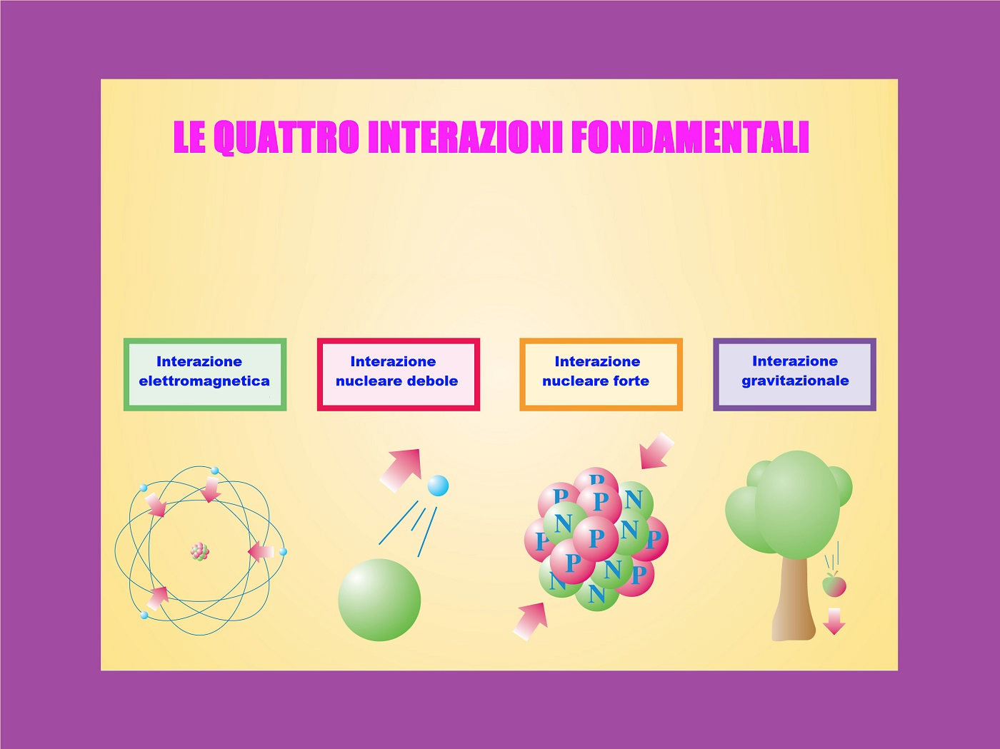 LE QUATTRO INTERAZIONI FONDAMENTALI
Interazione
elettromagnetica
Interazione
nucleare debole
Interazione
nucleare forte
Interazione
gravitazionale
P
P
P
N
N
N
P
P
P
P
N
N
P
N